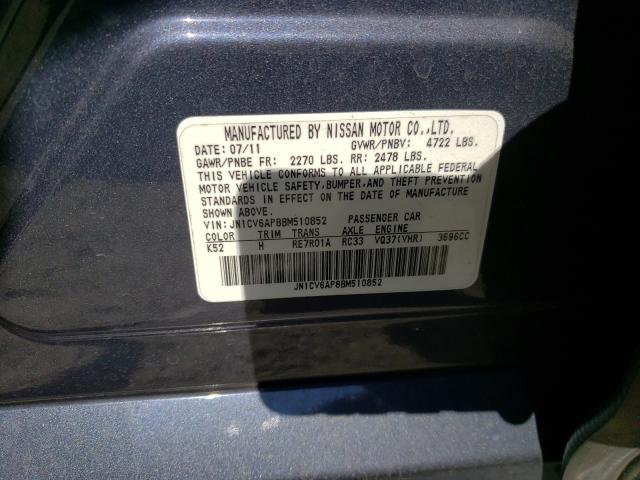 MANUFACTURED BY NISSAN MOTOR CO.,LTD.
DATE: 07/11 GVWR/PNBV: 4722 LBS.
GAWR/PNBE FR: 2270 LBS. RR: 2478 LBS.
THIS VEHICLE CONFORMS TO ALL APPLICABLE FEDERAL
MOTOR VEHICLE SAFETY,BUMPER,AND THEFT PREVENTION
STANDARDS IN EFFECT ON THE DATE OF MANUFACTURE
SHOWN ABOVE.
VIN: JN1CV6AP8BM510852 PASSENGER CAR
COLOR TRIM TRANS AXLE ENGINE
K52 H RE7R01A RC33 VQ37(VHR) 3696CC
JN1CV6AP8BM510852